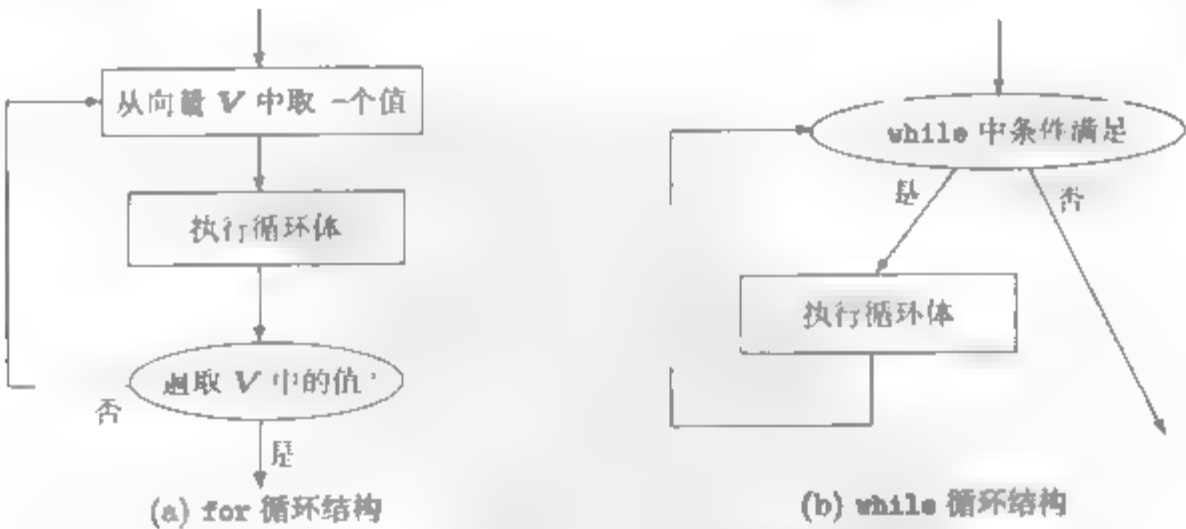 从向量 V 中取一个值
执行循环体
遍取 V 中的值?
否
是
(a) for 循环结构
while 中条件满足
是
否
执行循环体
(b) while 循环结构